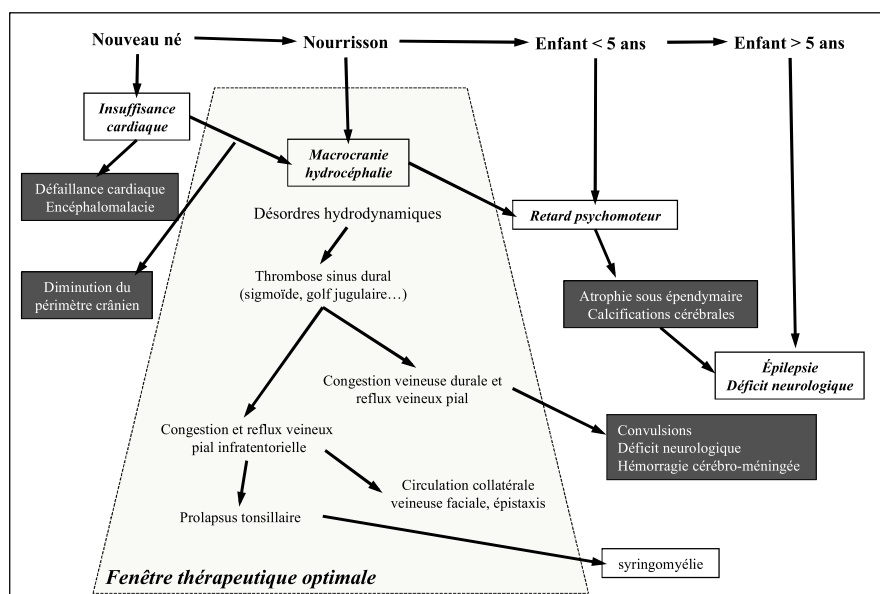 Nouveau né
Nourrisson
Enfant < 5 ans
Enfant > 5 ans
Insuffisance
cardiaque
Macrocranie
hydrocéphalie
Défaillance cardiaque
Encéphalomalacie
Désordres hydrodynamiques
Retard psychomoteur
Thrombose sinus dural
(sigmoïde, golf jugulaire…)
Diminution du
périmètre crânien
Atrophie sous épendymaire
Calcifications cérébrales
Épilepsie
Déficit neurologique
Congestion veineuse durale et
reflux veineux pial
Congestion et reflux veineux
pial infratentorielle
Convulsions
Déficit neurologique
Hémorragie cérébro-méningée
Circulation collatérale
veineuse faciale, épistaxis
Prolapsus tonsillaire
syringomyélie
Fenêtre thérapeutique optimale